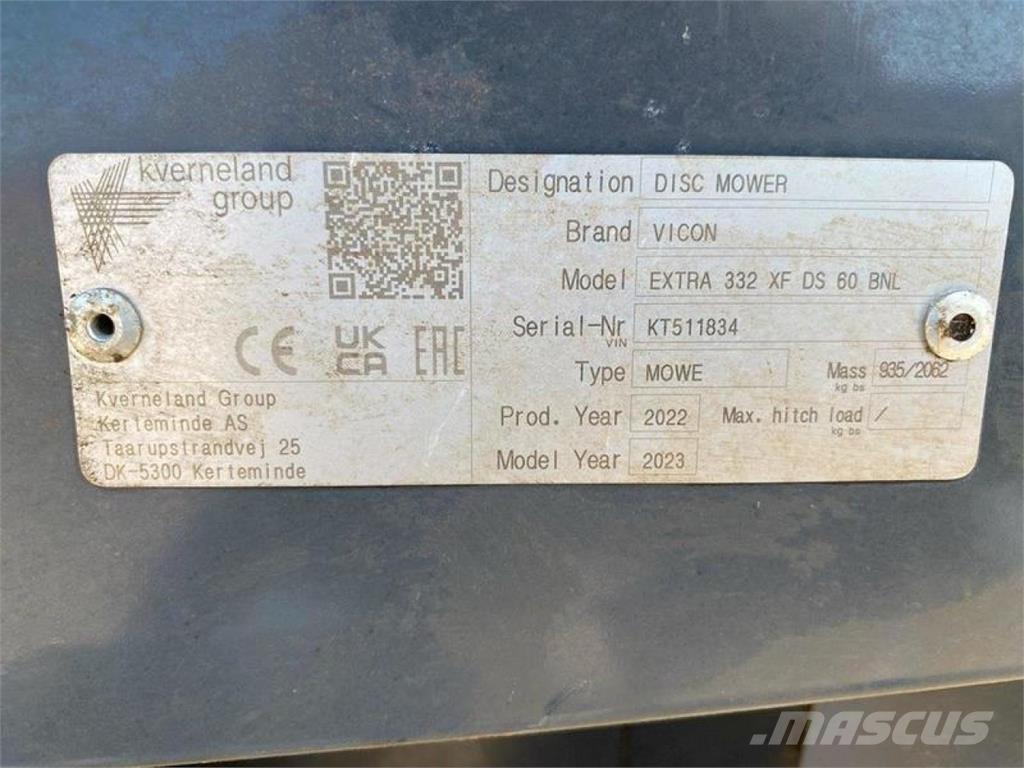 kverneland
group
CE UK CA EAC
Kverneland Group
Kerteminde AS
Taarupstrandvej 25
DK-5300 Kerteminde
Designation DISC MOWER
Brand VICON
Model EXTRA 332 XF DS 60 BNL
Serial-Nr KT511834
VIN
Type MOWE Mass 935/2062
kg lbs
Prod. Year 2022 Max. hitch load /
kg lbs
Model Year 2023
MASCUS